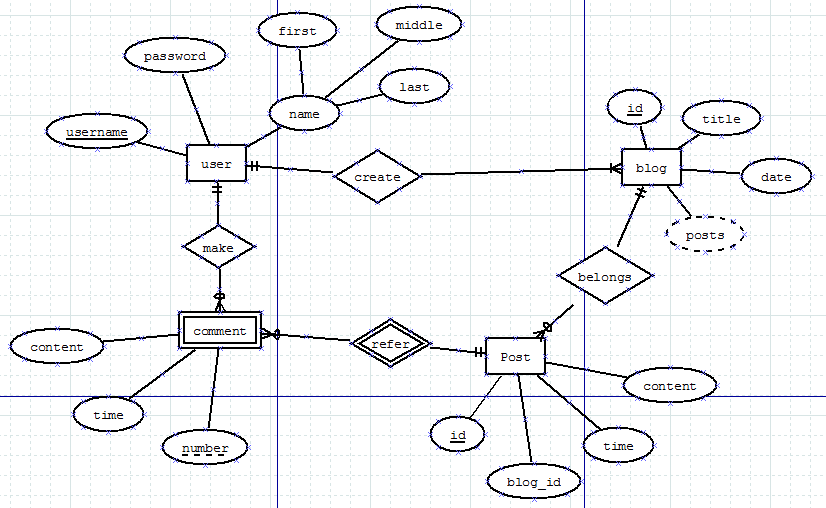 first
middle
password
last
name
id
title
username
user
create
blog
date
posts
make
belongs
comment
refer
content
Post
content
time
number
id
time
blog_id